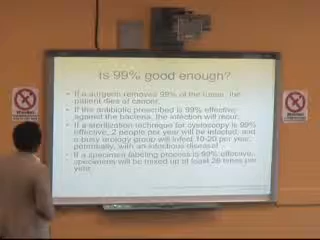 Is 99% good enough?
• If a surgeon removes 99% of the tumor, the
patient dies of cancer.
• If the antibiotic prescribed is 99% effective
against the bacteria, the infection will recur.
• If a sterilization technique for cystoscopy is 99%
effective, 2 people per year will be infected, and
a busy urology group will infect 10-20 per year,
potentially, with an infectious disease!
• If a specimen labeling process is 99% effective,
specimens will be mixed up at least 26 times per
year.